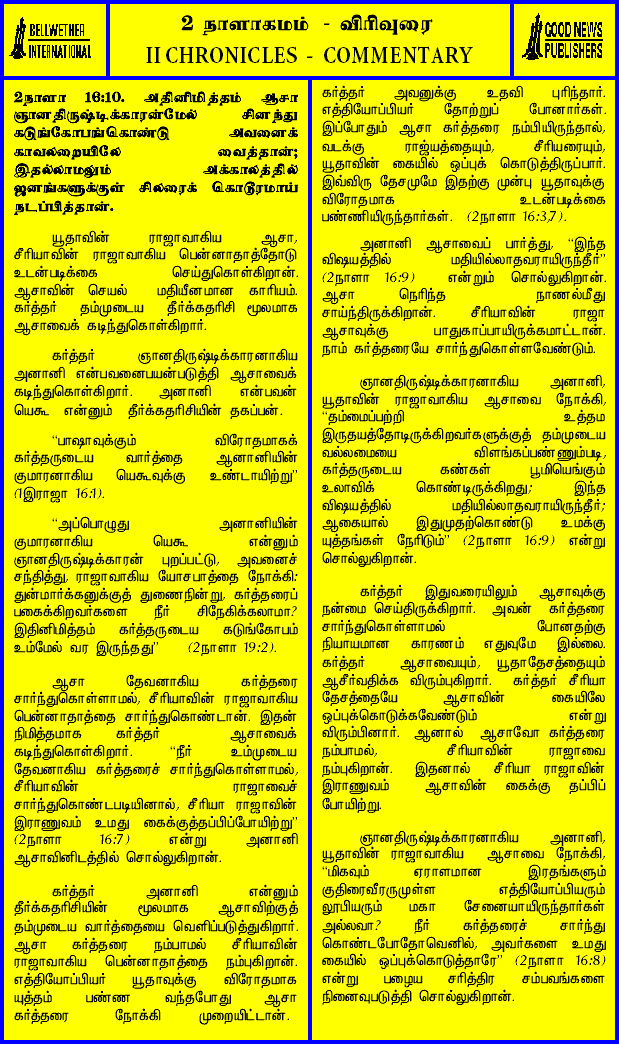 BELLWETHER
INTERNATIONAL
2 நாளாகமம் - விரிவுரை
II CHRONICLES - COMMENTARY
GOOD NEWS
PUBLISHERS
2நாளா 16:10. அதினிமித்தம் ஆசா
ஞானதிருஷ்டிக்காரன்மேல் சினந்து
கடுங்கோபங்கொண்டு அவனைக்
காவலறையிலே வைத்தான்;
இதல்லாமலும் அக்காலத்தில்
ஜனங்களுக்குள் சிலரைக் கொடூரமாய்
நடப்பித்தான்.
யூதாவின் ராஜாவாகிய ஆசா,
சீரியாவின் ராஜாவாகிய பென்னாதாத்தோடு
உடன்படிக்கை செய்துகொள்கிறான்.
ஆசாவின் செயல் மதியீனமான காரியம்.
கர்த்தர் தம்முடைய தீர்க்கதரிசி மூலமாக
ஆசாவைக் கடிந்துகொள்கிறார்.
கர்த்தர் ஞானதிருஷ்டிக்காரனாகிய
அனானி என்பவனைபயன்படுத்தி ஆசாவைக்
கடிந்துகொள்கிறார். அனானி என்பவன்
யெகூ என்னும் தீர்க்கதரிசியின் தகப்பன்.
“பாஷாவுக்கும் விரோதமாகக்
கர்த்தருடைய வார்த்தை ஆனானியின்
குமாரனாகிய யெகூவுக்கு உண்டாயிற்று”
(1இராஜா 16:1).
“அப்பொழுது அனானியின்
குமாரனாகிய யெகூ என்னும்
ஞானதிருஷ்டிக்காரன் புறப்பட்டு, அவனைச்
சந்தித்து, ராஜாவாகிய யோசபாத்தை நோக்கி:
துன்மார்க்கனுக்குத் துணைநின்று, கர்த்தரைப்
பகைக்கிறவர்களை நீர் சிநேகிக்கலாமா?
இதினிமித்தம் கர்த்தருடைய கடுங்கோபம்
உம்மேல் வர இருந்தது” (2நாளா 19:2).
ஆசா தேவனாகிய கர்த்தரை
சார்ந்துகொள்ளாமல், சீரியாவின் ராஜாவாகிய
பென்னாதாத்தை சார்ந்துகொண்டான். இதன்
நிமித்தமாக கர்த்தர் ஆசாவைக்
கடிந்துகொள்கிறார். “நீர் உம்முடைய
தேவனாகிய கர்த்தரைச் சார்ந்துகொள்ளாமல்,
சீரியாவின் ராஜாவைச்
சார்ந்துகொண்டபடியினால், சீரியா ராஜாவின்
இராணுவம் உமது கைக்குத்தப்பிப்போயிற்று”
(2நாளா 16:7) என்று அனானி
ஆசாவினிடத்தில் சொல்லுகிறான்.
கர்த்தர் அனானி என்னும்
தீர்க்கதரிசியின் மூலமாக ஆசாவிற்குத்
தம்முடைய வார்த்தையை வெளிப்படுத்துகிறார்.
ஆசா கர்த்தரை நம்பாமல் சீரியாவின்
ராஜாவாகிய பென்னாதாத்தை நம்புகிறான்.
எத்தியோப்பியர் யூதாவுக்கு விரோதமாக
யுத்தம் பண்ண வந்தபோது ஆசா
கர்த்தரை நோக்கி முறையிட்டான்.
கர்த்தர் அவனுக்கு உதவி புரிந்தார்.
எத்தியோப்பியர் தோற்றுப் போனார்கள்.
இப்போதும் ஆசா கர்த்தரை நம்பியிருந்தால்,
வடக்கு ராஜ்யத்தையும், சீரியரையும்,
யூதாவின் கையில் ஒப்புக் கொடுத்திருப்பார்.
இவ்விரு தேசமுமே இதற்கு முன்பு யூதாவுக்கு
விரோதமாக உடன்படிக்கை
பண்ணியிருந்தார்கள். (2நாளா 16:3,7).
அனானி ஆசாவைப் பார்த்து, “இந்த
விஷயத்தில் மதியில்லாதவராயிருந்தீர்”
(2நாளா 16:9) என்றும் சொல்லுகிறான்.
ஆசா நெரிந்த நாணல்மீது
சாய்ந்திருக்கிறான். சீரியாவின் ராஜா
ஆசாவுக்கு பாதுகாப்பாயிருக்கமாட்டான்.
நாம் கர்த்தரையே சார்ந்துகொள்ளவேண்டும்.
ஞானதிருஷ்டிக்காரனாகிய அனானி,
யூதாவின் ராஜாவாகிய ஆசாவை நோக்கி,
“தம்மைப்பற்றி உத்தம
இருதயத்தோடிருக்கிறவர்களுக்குத் தம்முடைய
வல்லமையை விளங்கப்பண்ணும்படி,
கர்த்தருடைய கண்கள் பூமியெங்கும்
உலாவிக் கொண்டிருக்கிறது; இந்த
விஷயத்தில் மதியில்லாதவராயிருந்தீர்;
ஆகையால் இதுமுதற்கொண்டு உமக்கு
யுத்தங்கள் நேரிடும்” (2நாளா 16:9) என்று
சொல்லுகிறான்.
கர்த்தர் இதுவரையிலும் ஆசாவுக்கு
நன்மை செய்திருக்கிறார். அவன் கர்த்தரை
சார்ந்துகொள்ளாமல் போனதற்கு
நியாயமான காரணம் எதுவுமே இல்லை.
கர்த்தர் ஆசாவையும், யூதாதேசத்தையும்
ஆசீர்வதிக்க விரும்புகிறார். கர்த்தர் சீரியா
தேசத்தையே ஆசாவின் கையிலே
ஒப்புக்கொடுக்கவேண்டும் என்று
விரும்பினார். ஆனால் ஆசாவோ கர்த்தரை
நம்பாமல், சீரியாவின் ராஜாவை
நம்புகிறான். இதனால் சீரியா ராஜாவின்
இராணுவம் ஆசாவின் கைக்கு தப்பிப்
போயிற்று.
ஞானதிருஷ்டிக்காரனாகிய அனானி,
யூதாவின் ராஜாவாகிய ஆசாவை நோக்கி,
“மிகவும் ஏராளமான இரதங்களும்
குதிரைவீரருமுள்ள எத்தியோப்பியரும்
லூபியரும் மகா சேனையாயிருந்தார்கள்
அல்லவா? நீர் கர்த்தரைச் சார்ந்து
கொண்டபோதோவெனில், அவர்களை உமது
கையில் ஒப்புக்கொடுத்தாரே” (2நாளா 16:8)
என்று பழைய சரித்திர சம்பவங்களை
நினைவுபடுத்தி சொல்லுகிறான்.